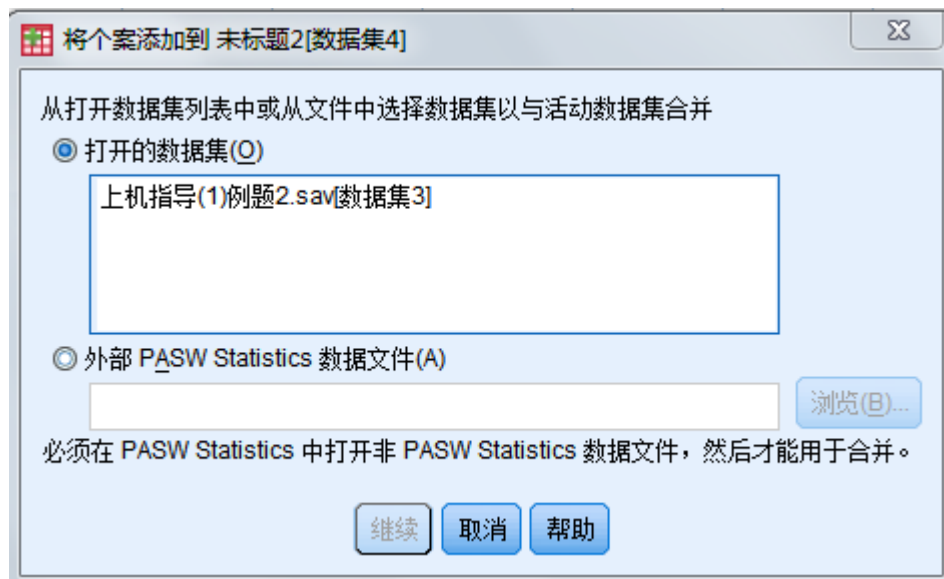 将个案添加到 未标题2[数据集4]
从打开数据集列表中或从文件中选择数据集以与活动数据集合并
打开的数据集(O)
上机指导(1)例题2.sav[数据集3]
外部 PASW Statistics 数据文件(A)
浏览(B)...
必须在 PASW Statistics 中打开非 PASW Statistics 数据文件，然后才能用于合并。
继续 取消 帮助